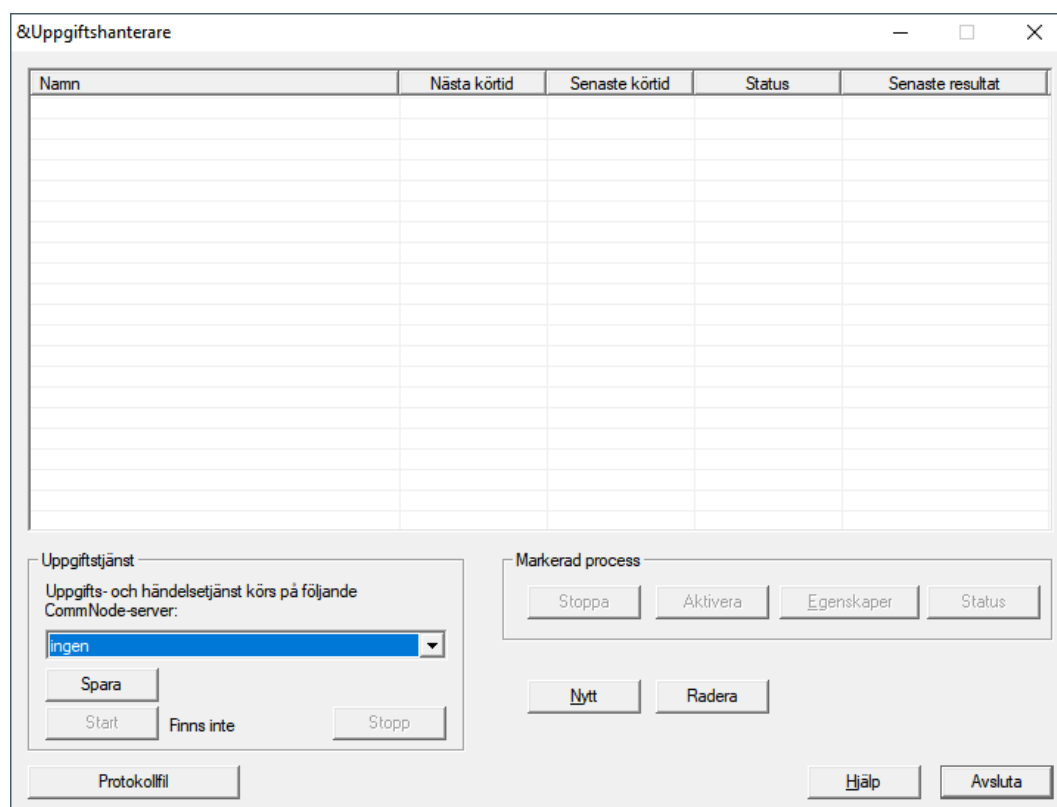 &Uppgiftshanterare
Namn Nästa körtid Senaste körtid Status Senaste resultat
Uppgiftstjänst
Uppgifts- och händelsetjänst körs på följande
CommNode-server:
ingen
Spara
Start Finns inte Stopp
Markerad process
Stoppa Aktivera Egenskaper Status
Nytt Radera
Protokollfil Hjälp Avsluta